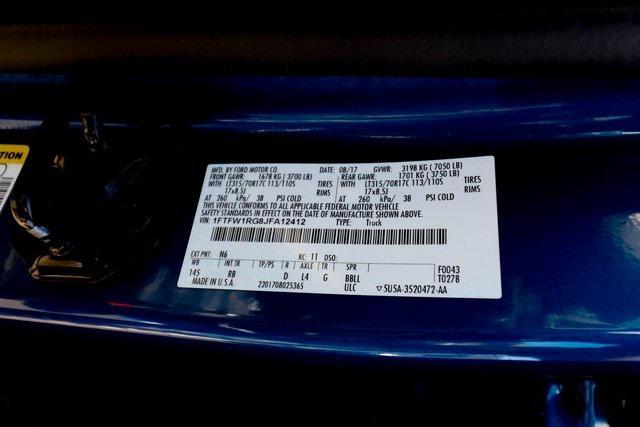 TION
MFD. BY FORD MOTOR CO. DATE: 08/17 GVWR: 3198 KG ( 7050 LB)
FRONT GAWR: 1678 KG ( 3700 LB) REAR GAWR: 1701 KG ( 3750 LB)
WITH LT315/70R17C 113/110S TIRES WITH LT315/70R17C 113/110S TIRES
17x8.5J RIMS 17x8.5J RIMS
AT 260 kPa/ 38 PSI COLD AT 260 kPa/ 38 PSI COLD
THIS VEHICLE CONFORMS TO ALL APPLICABLE FEDERAL MOTOR VEHICLE
SAFETY STANDARDS IN EFFECT ON THE DATE OF MANUFACTURE SHOWN ABOVE.
VIN: 1FTFW1RG8JFA12412 TYPE: Truck
EXT PNT: N6 RC: 11 DSO: F0043
WB INT TR TP/PS R AXLE TR SPR T027B
145 RB D L4 G BBLL
MADE IN U.S.A. 2201708025365 ULC 5U5A-3520472-AA